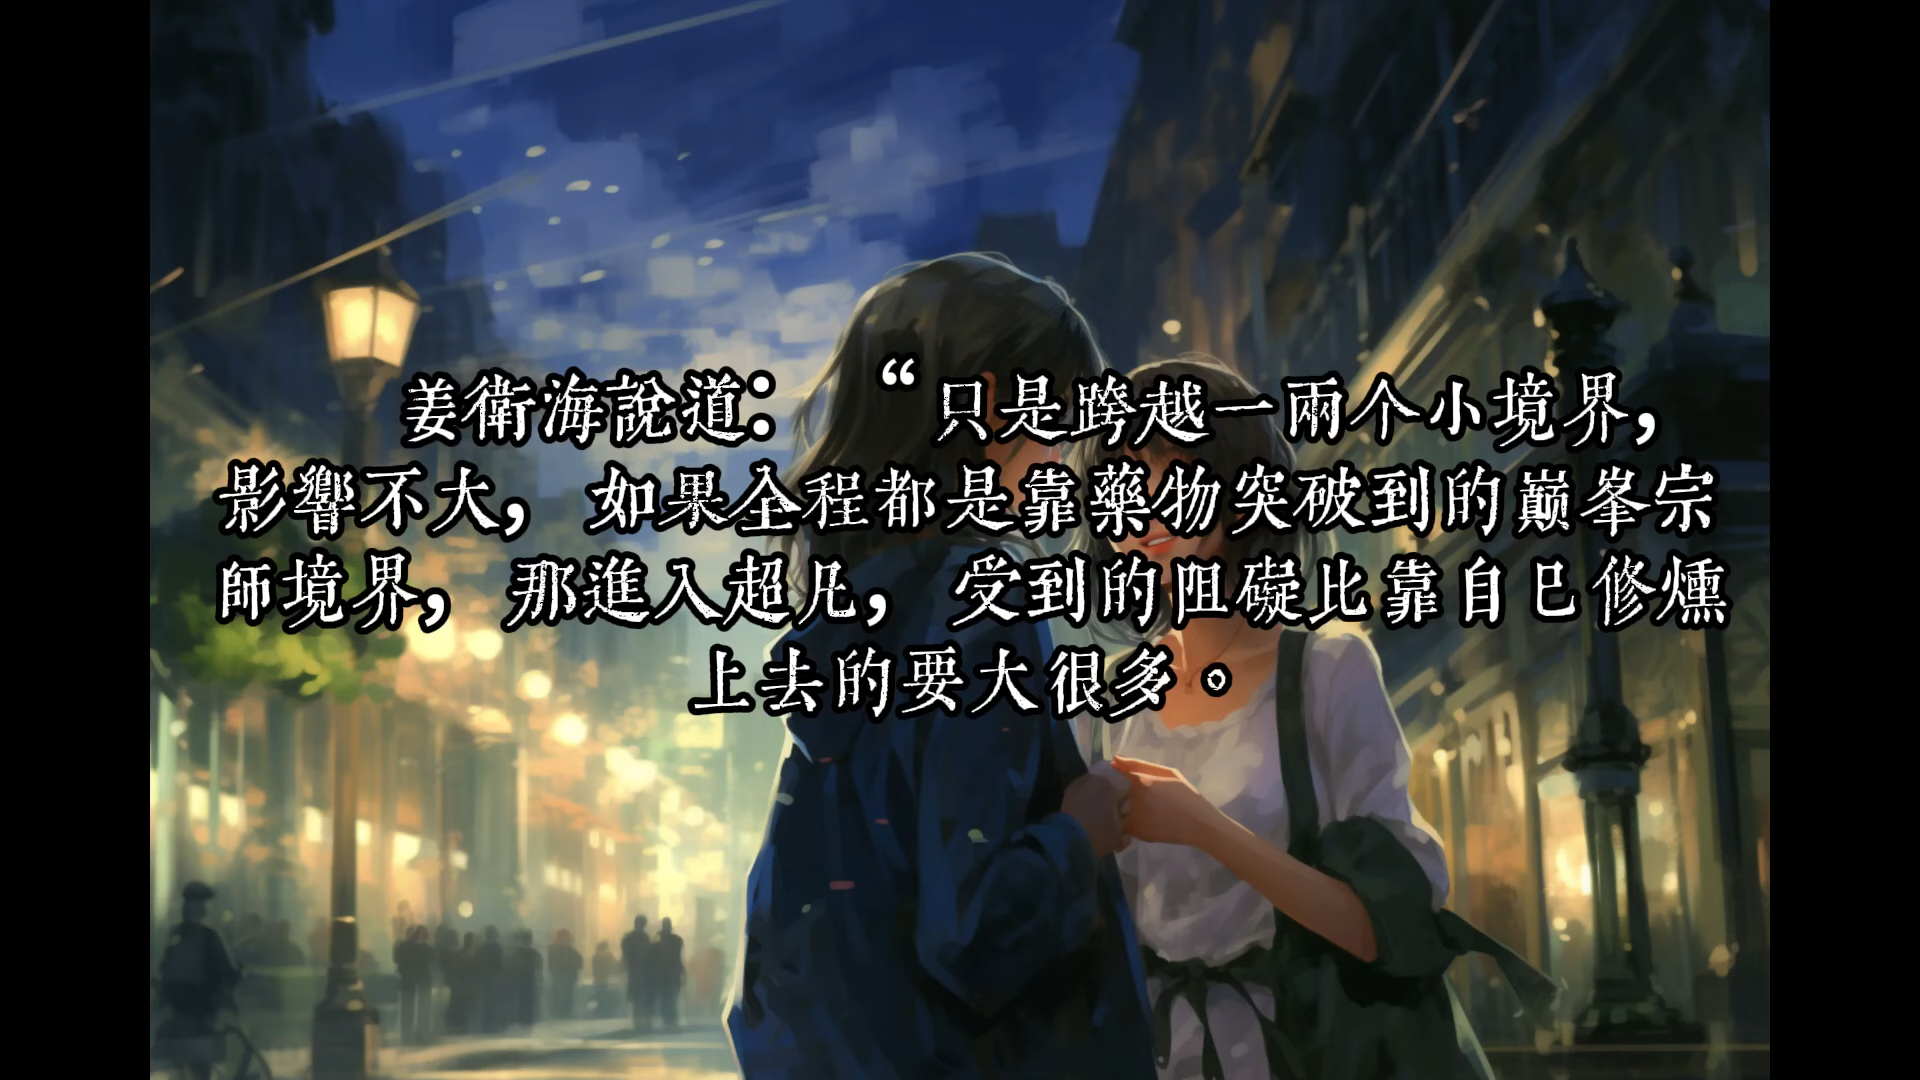 姜衛海說道：“只是跨越一兩个小境界，
影響不大，如果全程都是靠藥物突破到的巔峯宗
師境界，那進入超凡，受到的阻礙比靠自己修煉
上去的要大很多。